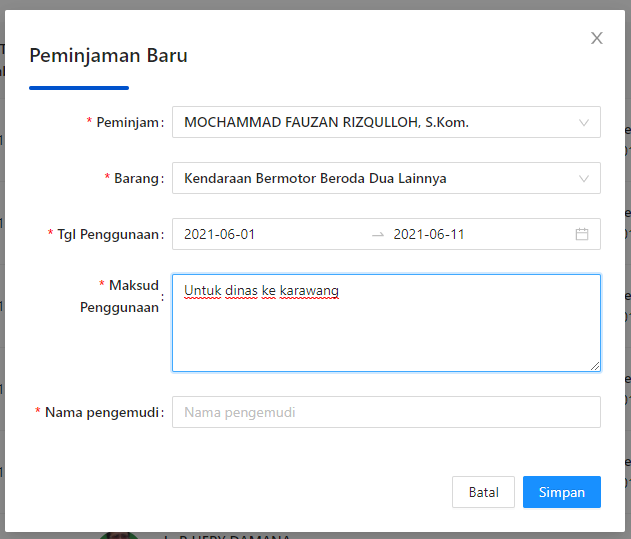 Peminjaman Baru
* Peminjam :
MOCHAMMAD FAUZAN RIZQULLOH, S.Kom.
* Barang :
Kendaraan Bermotor Beroda Dua Lainnya
* Tgl Penggunaan :
2021-06-01 → 2021-06-11
* Maksud
Penggunaan :
Untuk dinas ke karawang
* Nama pengemudi :
Nama pengemudi
Batal
Simpan